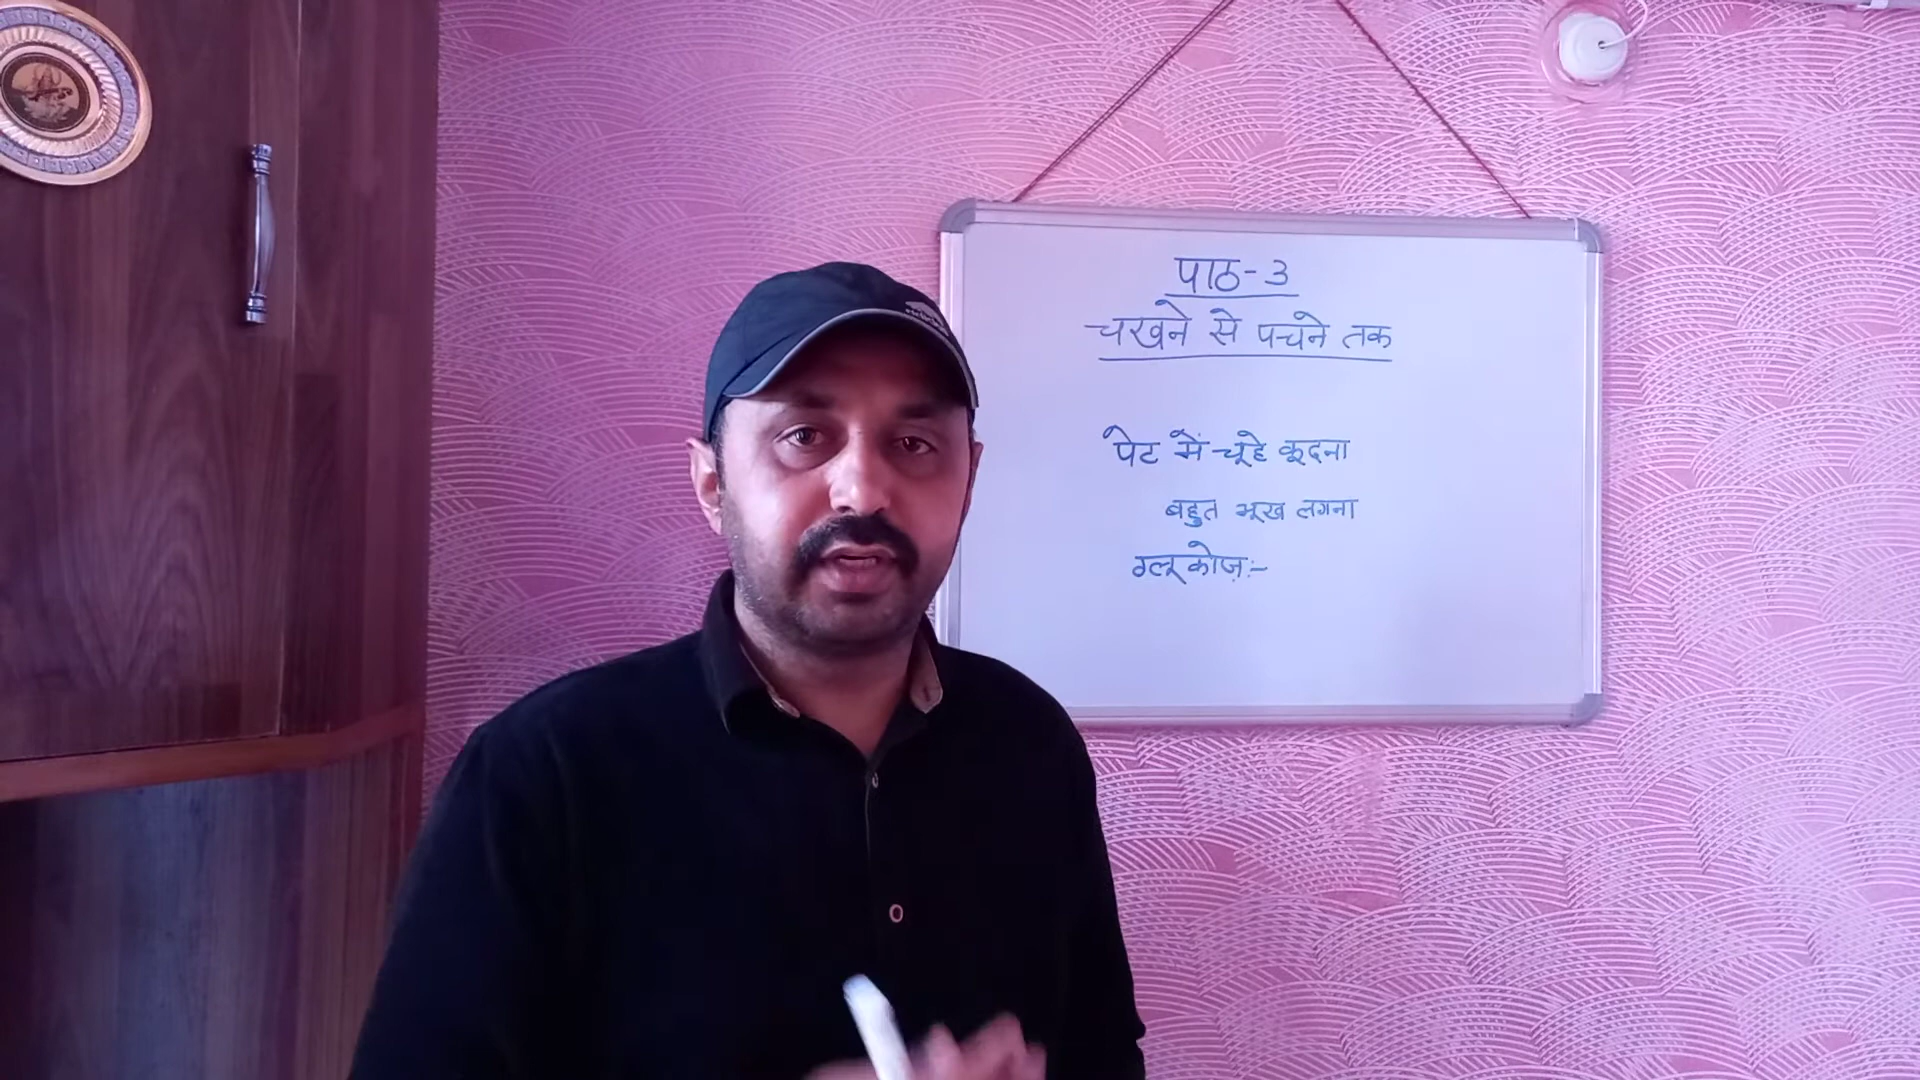 पाठ-3
चखने से पचने तक
पेट में चूहे कूदना
बहुत भूख लगना
ग्लूकोज़:-